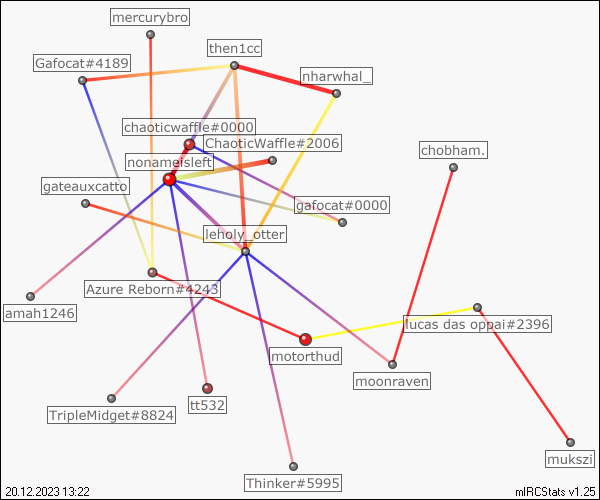 mercurybro
then1cc
Gafocat#4189
nharwhal_
chaoticwaffle#0000
ChaoticWaffle#2006
chobham.
nonameisleft
gateauxcatto
gafocat#0000
leholy_otter
Azure Reborn#4243
amah1246
lucas das oppai#2396
motorthud
moonraven
tt532
TripleMidget#8824
mukszi
Thinker#5995
20.12.2023 13:22
mIRCStats v1.25